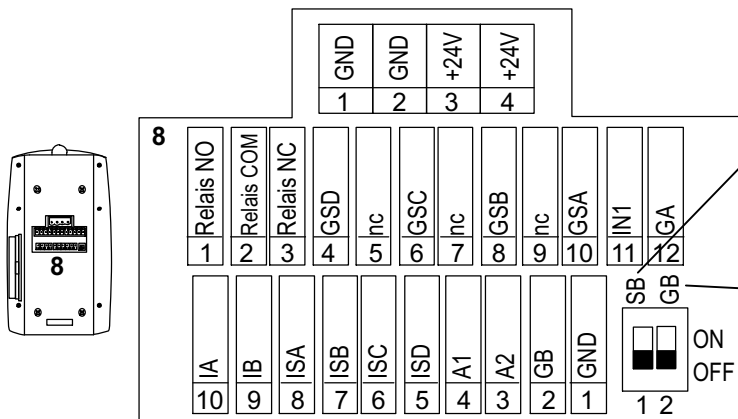 GND GND +24V +24V
1 2 3 4
8
Relais NO Relais COM Relais NC GSD nc GSC nc GSB nc GSA IN1 GA
1 2 3 4 5 6 7 8 9 10 11 12
8
SB GB
IA IB ISA ISB ISC ISD A1 A2 GB GND
10 9 8 7 6 5 4 3 2 1
ON
OFF
1 2